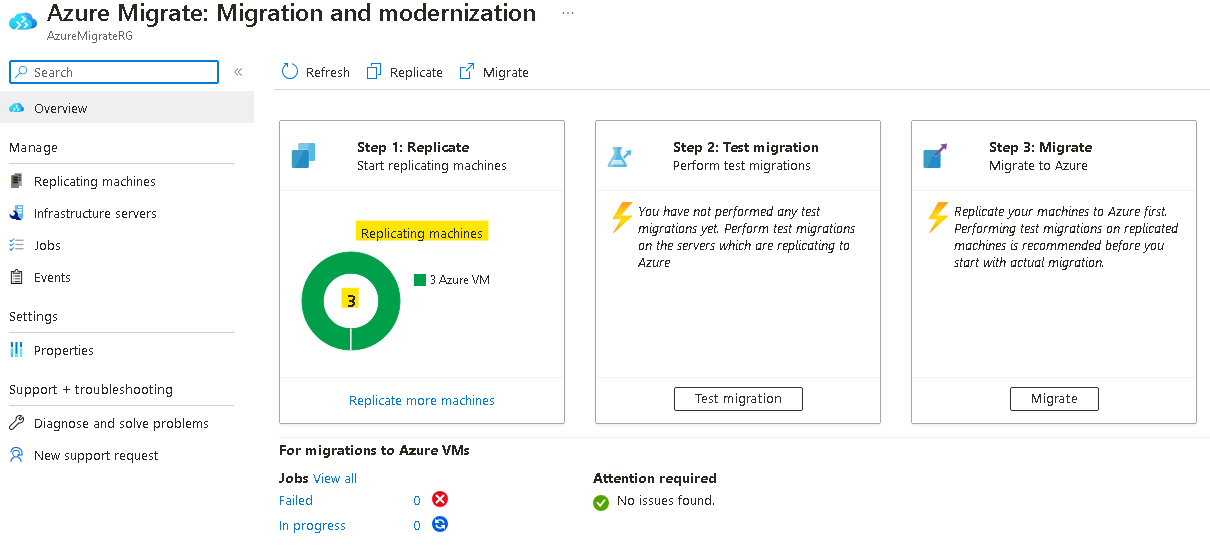 Azure Migrate: Migration and modernization ...
AzureMigrateRG
Search «
Refresh Replicate Migrate
Overview
Manage
Replicating machines
Infrastructure servers
Jobs
Events
Settings
Properties
Support + troubleshooting
Diagnose and solve problems
New support request
Step 1: Replicate
Start replicating machines
Replicating machines
3
3 Azure VM
Replicate more machines
Step 2: Test migration
Perform test migrations
You have not performed any test
migrations yet. Perform test migrations
on the servers which are replicating to
Azure
Test migration
Step 3: Migrate
Migrate to Azure
Replicate your machines to Azure first.
Performing test migrations on replicated
machines is recommended before you
start with actual migration.
Migrate
For migrations to Azure VMs
Jobs View all
Failed 0
In progress 0
Attention required
No issues found.